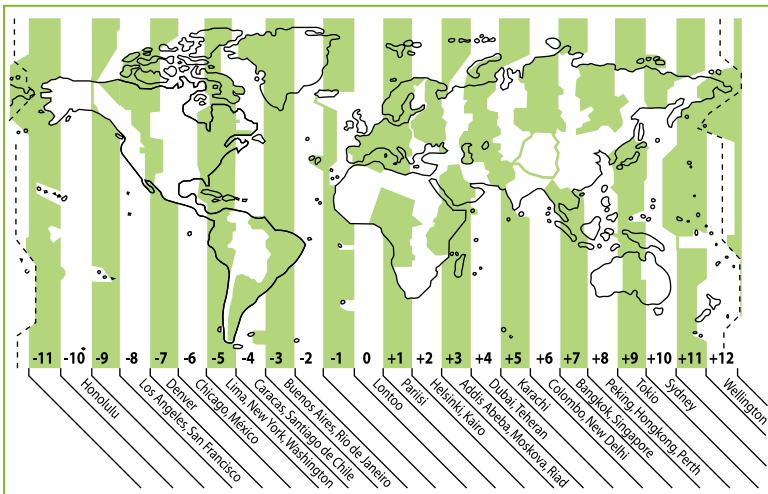 -11 -10 -9 -8 -7 -6 -5 -4 -3 -2 -1 0 +1 +2 +3 +4 +5 +6 +7 +8 +9 +10 +11 +12
Honolulu
Los Angeles, San Francisco
Denver
Chicago, México
Lima, New York, Washington
Caracas, Santiago de Chile
Buenos Aires, Rio de Janeiro
Lontoo
Pariisi
Helsinki, Kairo
Addis Abeba, Moskova, Riad
Dubai, Teheran
Karachi
Colombo, New Delhi
Bangkok, Singapore
Peking, Hongkong, Perth
Tokio
Sydney
Wellington